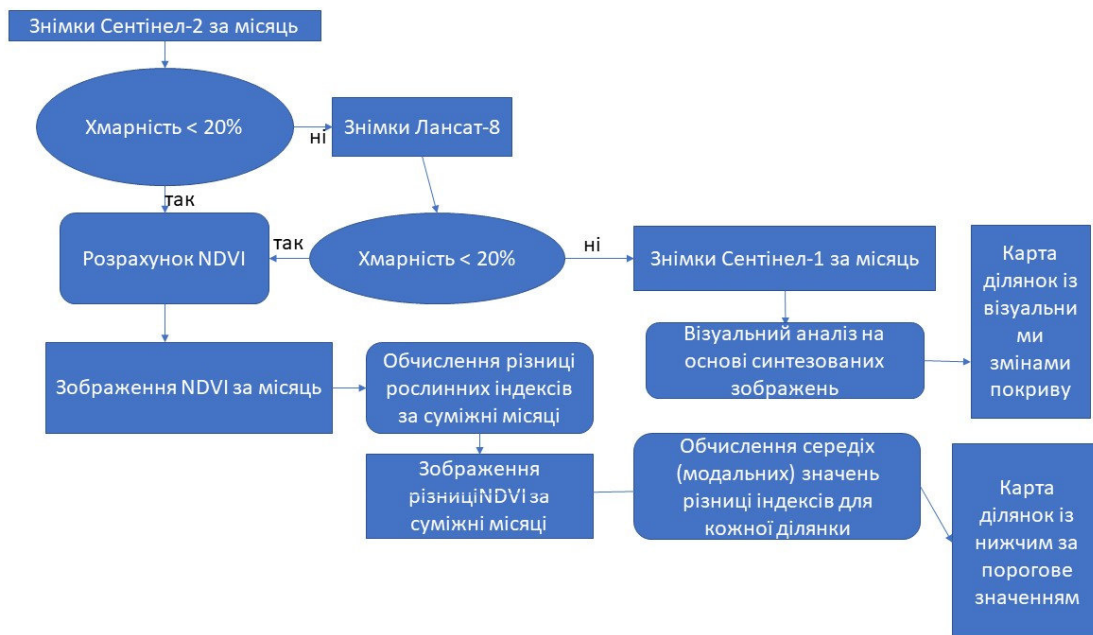 Знімки Сентінел-2 за місяць
Хмарність < 20%
ні
Знімки Лансат-8
так
Розрахунок NDVI
так
Хмарність < 20%
ні
Знімки Сентінел-1 за місяць
Карта
ділянок із
візуальни
ми
змінами
покриву
Візуальний аналіз на
основі синтезованих
зображень
Зображення NDVI за місяць
Обчислення різниці
рослинних індексів
за суміжні місяці
Зображення
різниціNDVI за
суміжні місяці
Обчислення середіх
(модальних) значень
різниці індексів для
кожної ділянки
Карта
ділянок із
нижчим за
порогове
значенням